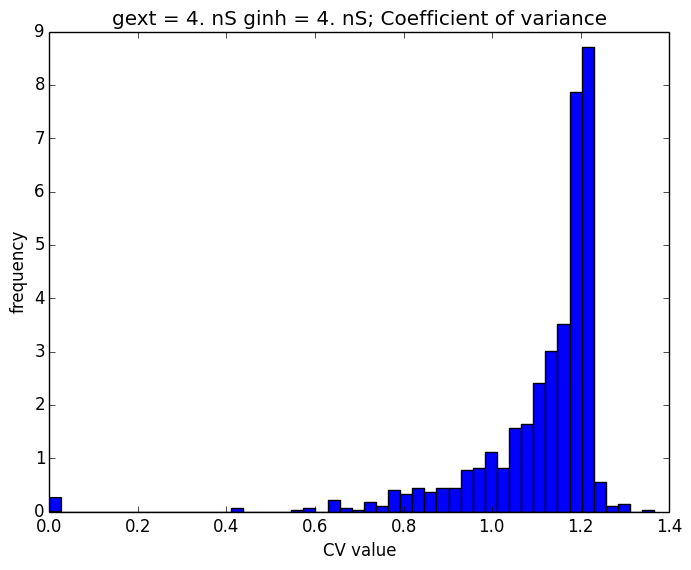 gext = 4. nS ginh = 4. nS; Coefficient of variance
9
8
7
6
5
4
3
2
1
0
frequency
0.0 0.2 0.4 0.6 0.8 1.0 1.2 1.4
CV value